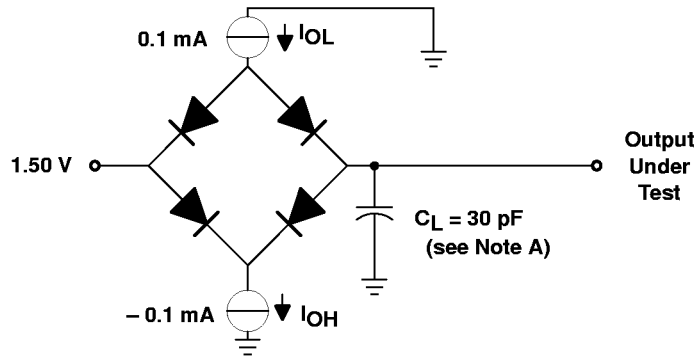 0.1 mA
IOL
1.50 V
Output
Under
Test
CL = 30 pF
(see Note A)
– 0.1 mA
IOH